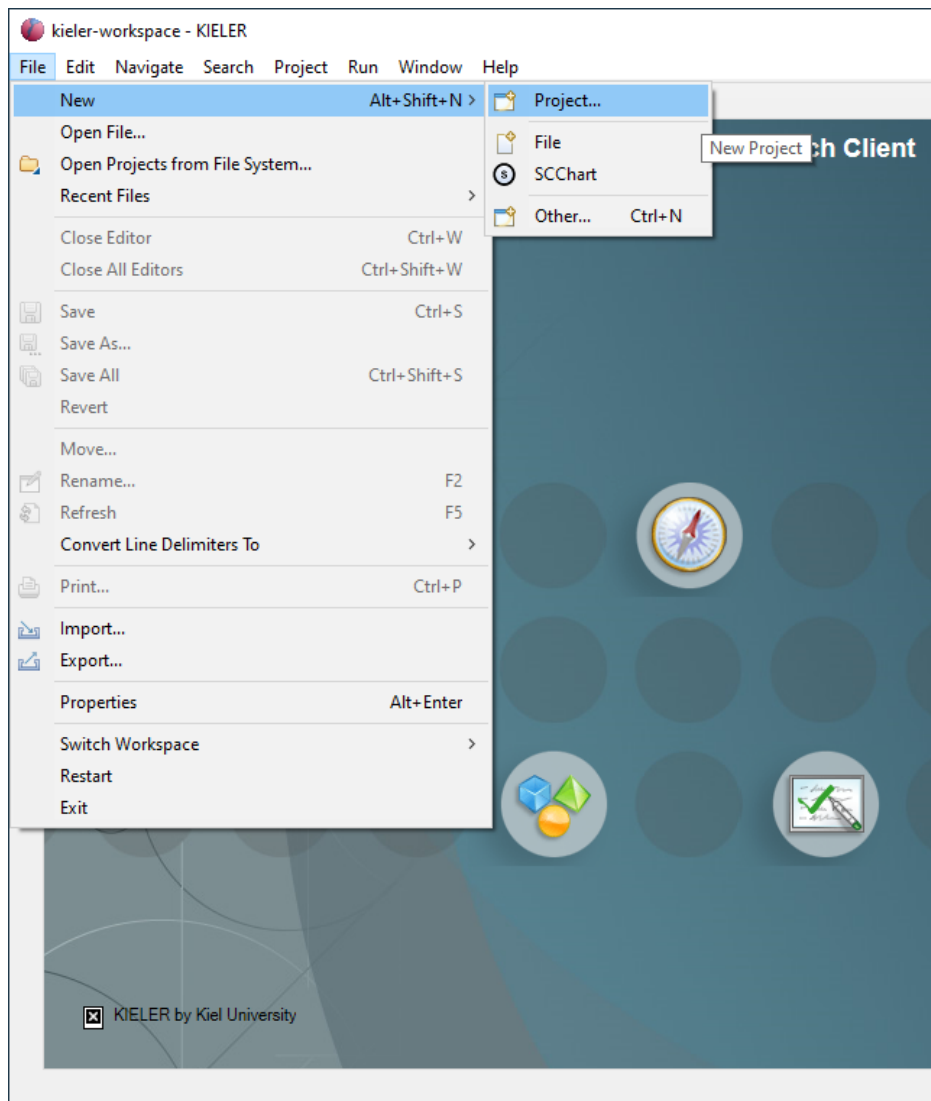 kieler-workspace - KIELER
File Edit Navigate Search Project Run Window Help
New Alt+Shift+N >
Open File...
Open Projects from File System...
Recent Files >
Close Editor Ctrl+W
Close All Editors Ctrl+Shift+W
Save Ctrl+S
Save As...
Save All Ctrl+Shift+S
Revert
Move...
Rename... F2
Refresh F5
Convert Line Delimiters To >
Print... Ctrl+P
Import...
Export...
Properties Alt+Enter
Switch Workspace >
Restart
Exit
Project...
File
SCChart
Other... Ctrl+N
New Project
ch Client
KIELER by Kiel University